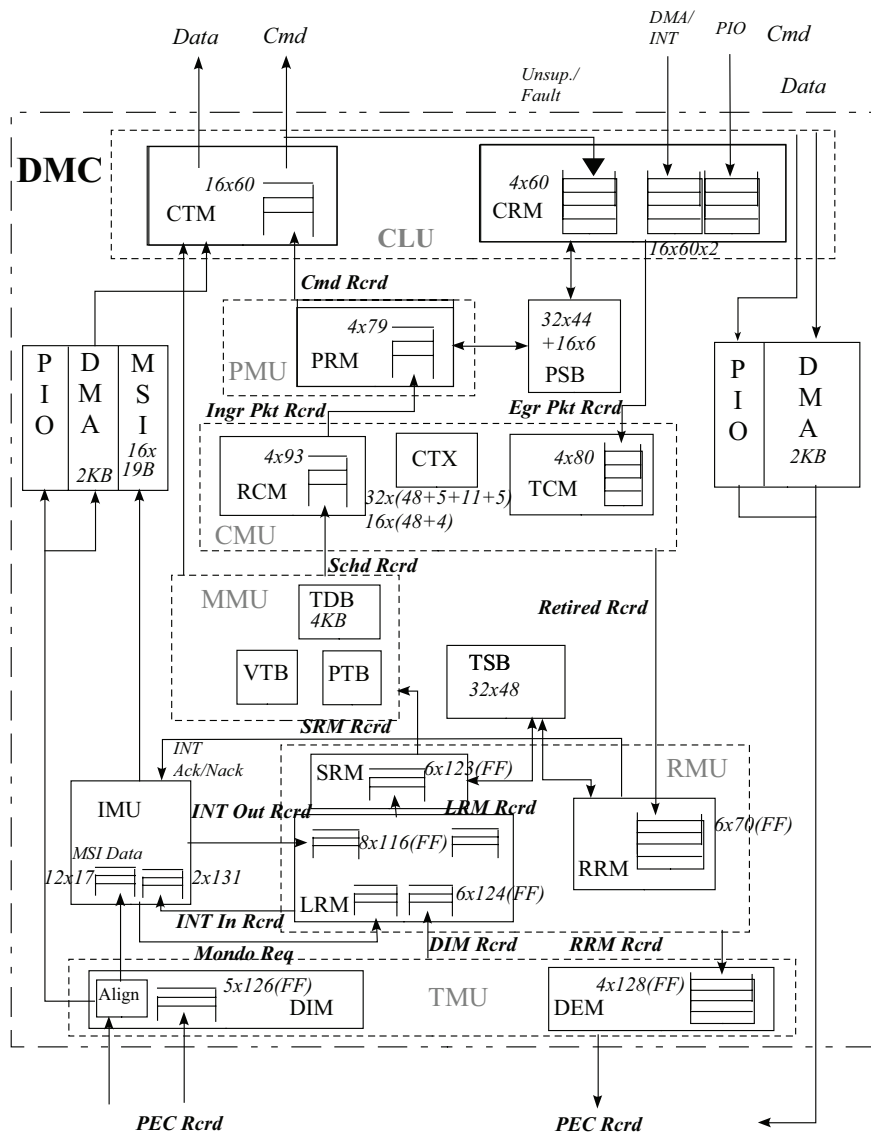 Data
Cmd
DMA/
INT
PIO
Cmd
Unsup./
Fault
Data
DMC
16x60
CTM
4x60
CRM
CLU
16x60x2
Cmd Rcrd
4x79
PRM
PMU
32x44
+16x6
PSB
PIO
DMA
2KB
MSI
16x
19B
PIO
DMA
2KB
Ingr Pkt Rcrd
Egr Pkt Rcrd
4x93
RCM
CTX
32x(48+5+11+5)
16x(48+4)
4x80
TCM
CMU
Schd Rcrd
MMU
TDB
4KB
VTB
PTB
Retired Rcrd
TSB
32x48
SRM Rcrd
INT
Ack/Nack
SRM
6x123(FF)
RMU
IMU
INT Out Rcrd
LRM Rcrd
MSI Data
12x17
2x131
8x116(FF)
6x70(FF)
RRM
LRM
6x124(FF)
INT In Rcrd
Mondo Req
DIM Rcrd
RRM Rcrd
Align
5x126(FF)
DIM
TMU
4x128(FF)
DEM
PEC Rcrd
PEC Rcrd